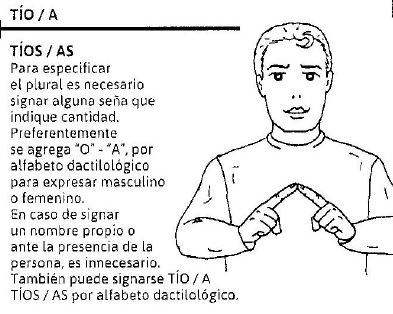 TÍO / A
TÍOS / AS
Para especificar
el plural es necesario
signar alguna seña que
indique cantidad.
Preferentemente
se agrega "O" - "A", por
alfabeto dactilológico
para expresar masculino
o femenino.
En caso de signar
un nombre propio o
ante la presencia de la
persona, es innecesario.
También puede signarse TÍO / A
TÍOS / AS por alfabeto dactilológico.